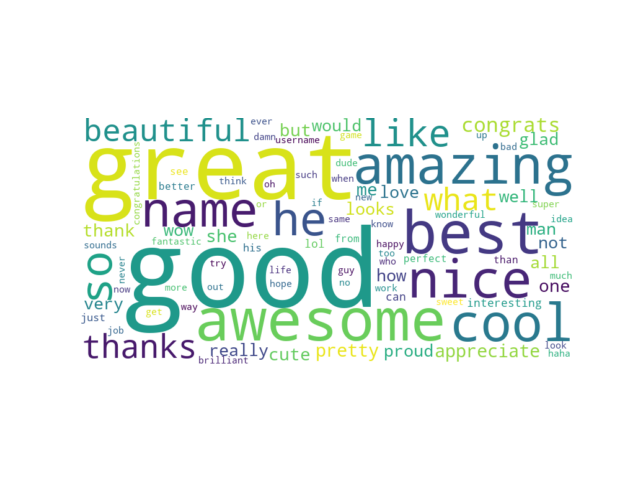 ever
beautiful damn but would like game up congrats
username bad glad
great amazing
congratulations see think oh such dude when me love what well super
better or if new
name he looks same know wonderful best man idea
thank wow she his here lol from happy too who perfect than not
sounds fantastic
so never good try life guy how work nice all much
more out hope no can one
very now get way awesome sweet interesting cool
just job
thanks really cute pretty proud appreciate look
brilliant haha